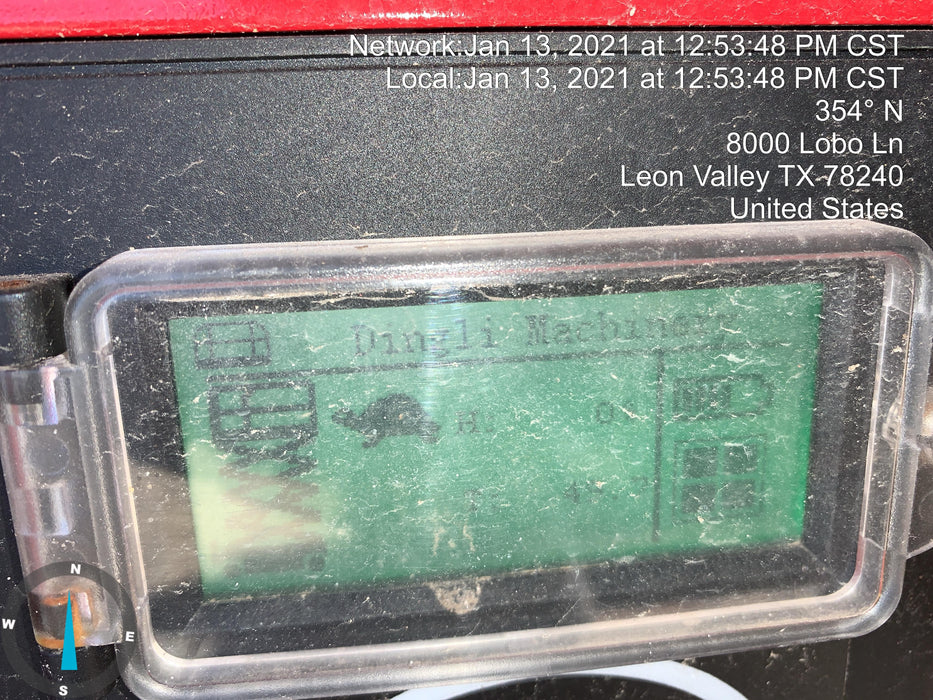 Network:Jan 13, 2021 at 12:53:48 PM CST
Local:Jan 13, 2021 at 12:53:48 PM CST
354° N
8000 Lobo Ln
Leon Valley TX 78240
United States
Dingli Machinery
H:
T:
N
W
E
S